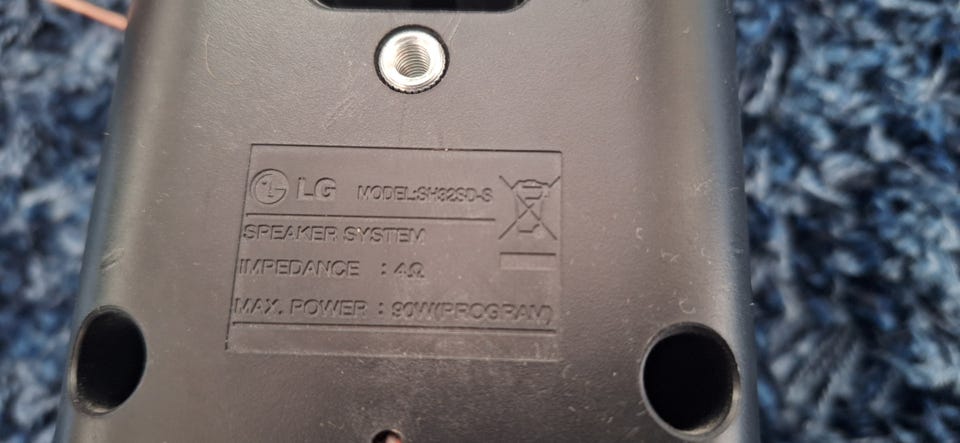 LG MODEL:SH32SD-S
SPEAKER SYSTEM
IMPEDANCE : 4Ω
MAX. POWER : 90W(PROGRAM)